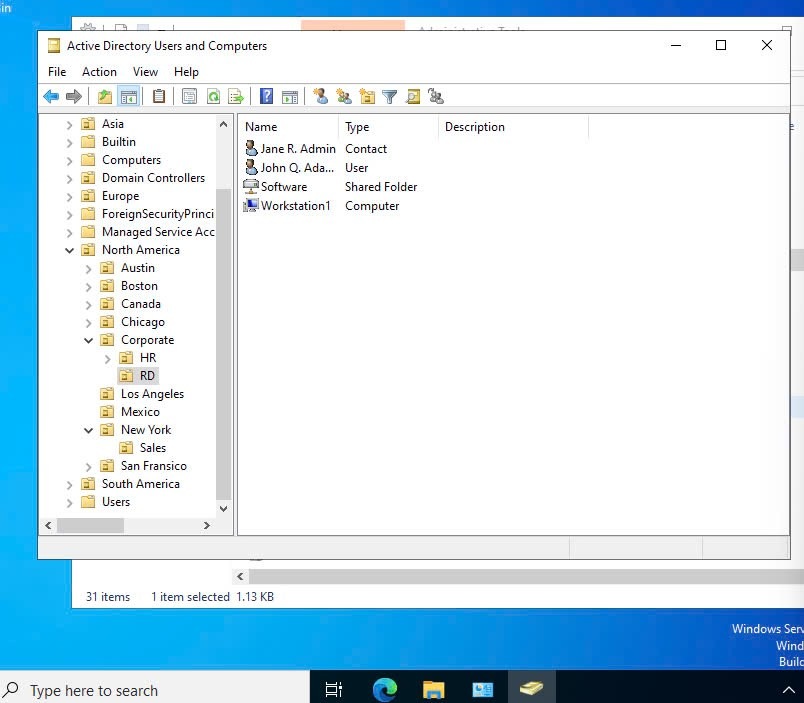 in
Administrative Tools
Active Directory Users and Computers
File Action View Help
Asia
Builtin
Computers
Domain Controllers
Europe
ForeignSecurityPrinci
Managed Service Acc
North America
Austin
Boston
Canada
Chicago
Corporate
HR
RD
Los Angeles
Mexico
New York
Sales
San Fransico
South America
Users
Name Type Description
Jane R. Admin Contact
John Q. Ada... User
Software Shared Folder
Workstation1 Computer
31 items 1 item selected 1.13 KB
Windows Serv
Wind
Build
Type here to search